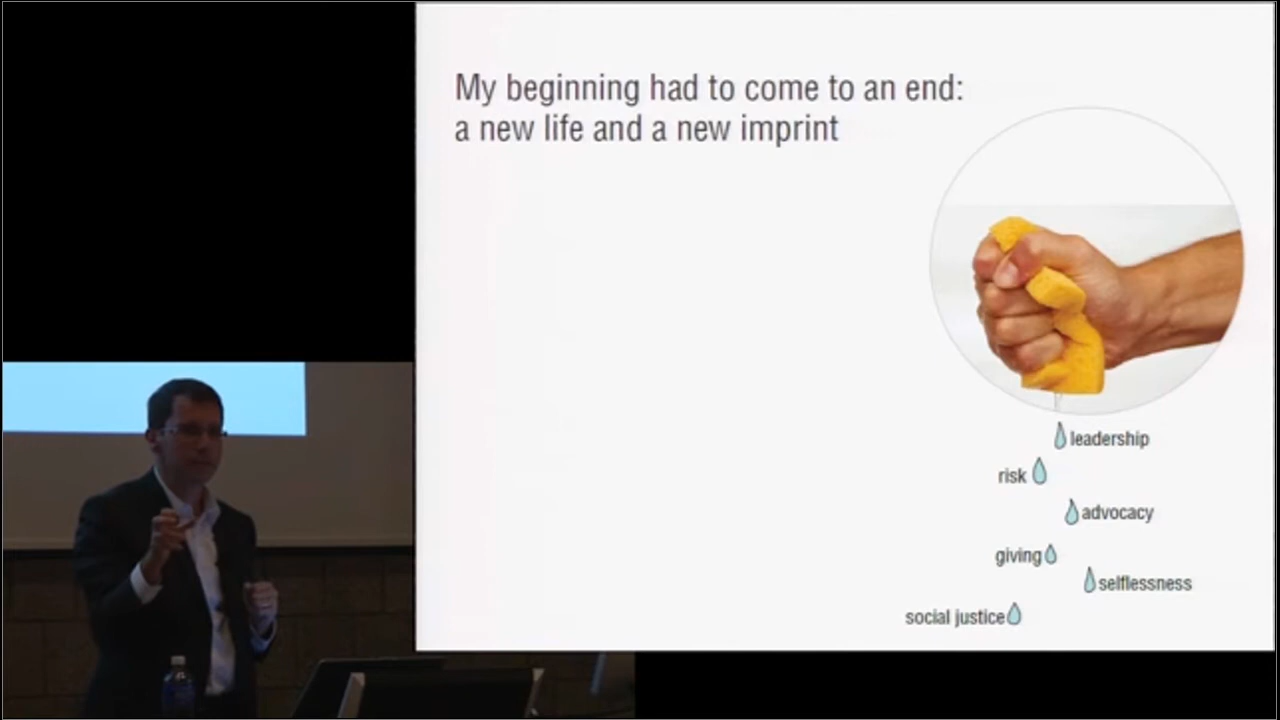 My beginning had to come to an end:
a new life and a new imprint
leadership
risk
advocacy
giving
selflessness
social justice